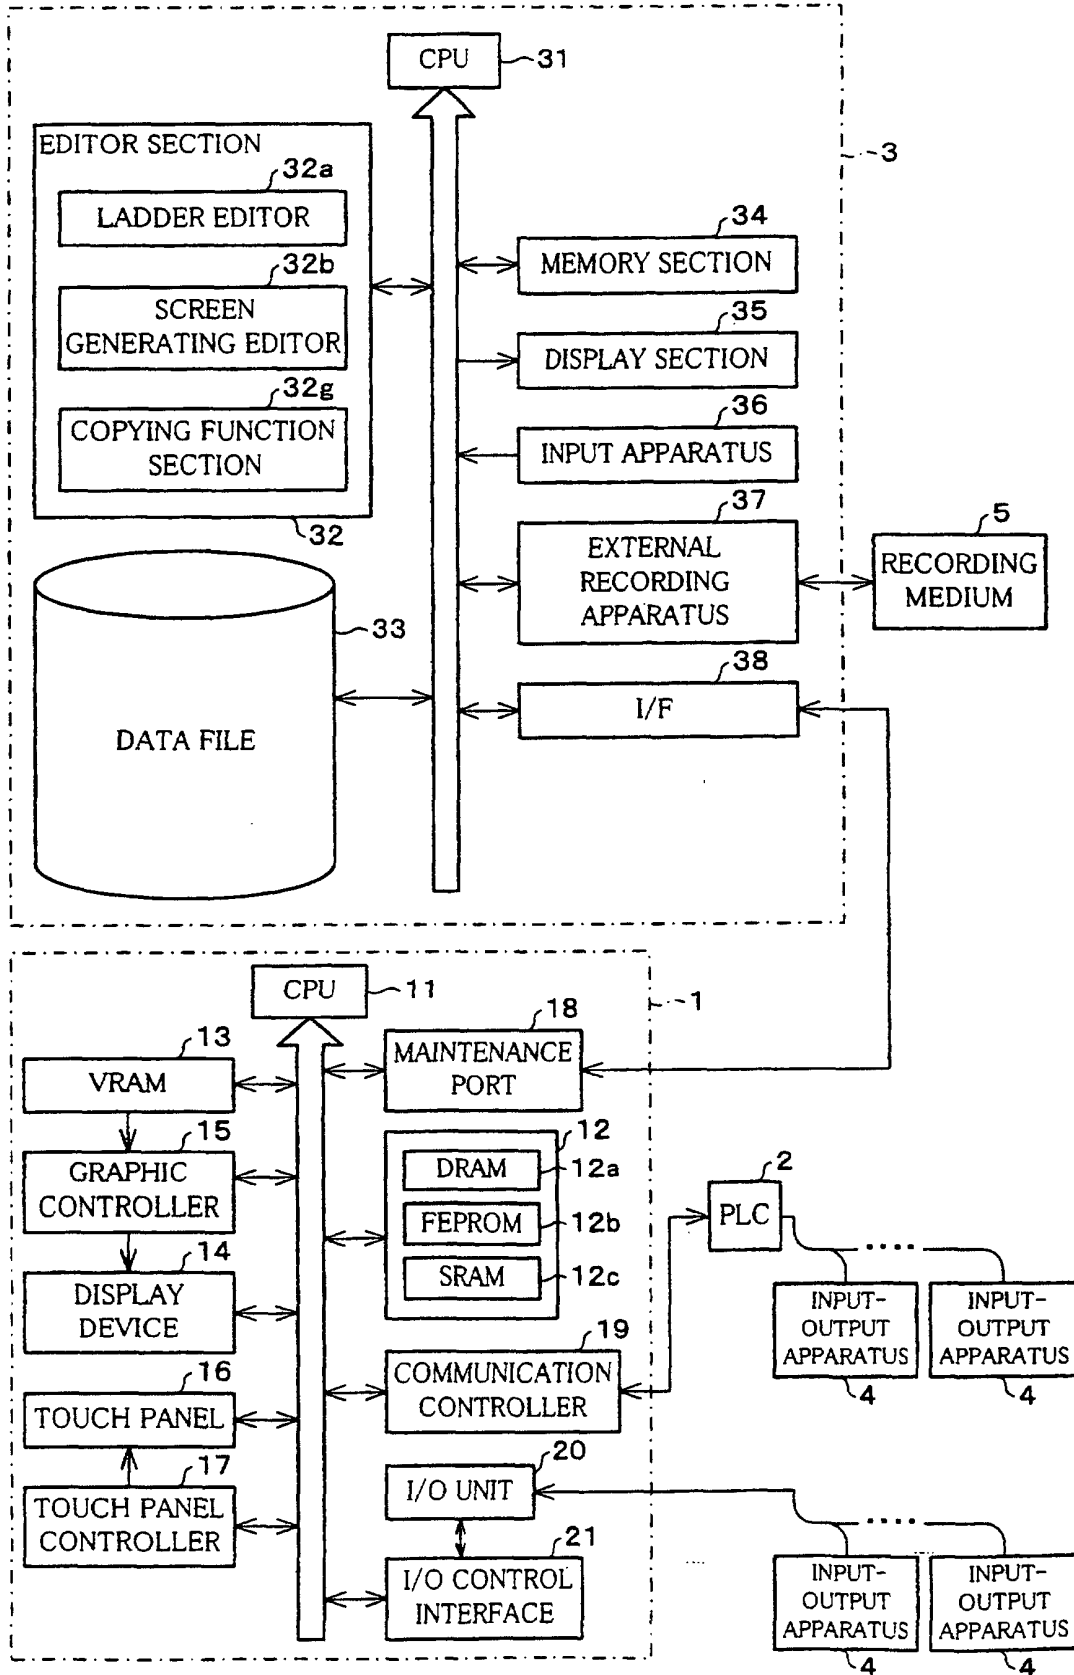 CPU
31
3
EDITOR SECTION
32a
LADDER EDITOR
32b
SCREEN
GENERATING EDITOR
32g
COPYING FUNCTION
SECTION
32
34
MEMORY SECTION
35
DISPLAY SECTION
36
INPUT APPARATUS
37
EXTERNAL
RECORDING
APPARATUS
5
RECORDING
MEDIUM
33
DATA FILE
38
I/F
CPU
11
1
13
VRAM
15
GRAPHIC
CONTROLLER
14
DISPLAY
DEVICE
16
TOUCH PANEL
17
TOUCH PANEL
CONTROLLER
18
MAINTENANCE
PORT
12
DRAM
12a
FEPROM
12b
SRAM
12c
19
COMMUNICATION
CONTROLLER
20
I/O UNIT
21
I/O CONTROL
INTERFACE
2
PLC
INPUT-
OUTPUT
APPARATUS
4
INPUT-
OUTPUT
APPARATUS
4
INPUT-
OUTPUT
APPARATUS
4
INPUT-
OUTPUT
APPARATUS
4